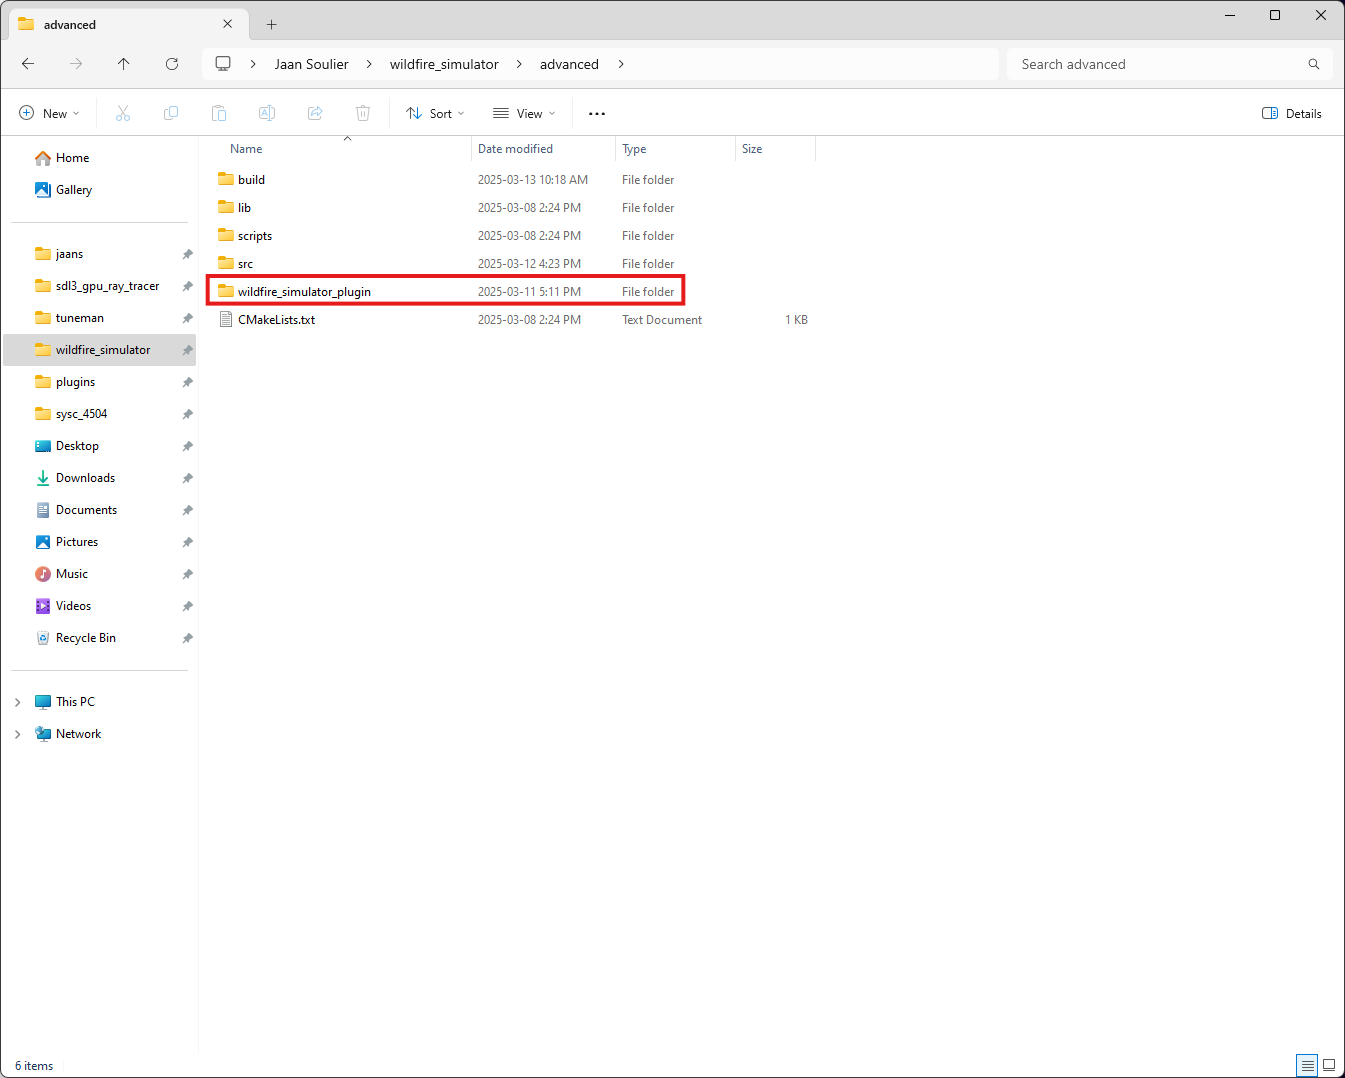 advanced
Jaan Soulier > wildfire_simulator > advanced >
Search advanced
New
Sort
View
Details
Name Date modified Type Size
build 2025-03-13 10:18 AM File folder
lib 2025-03-08 2:24 PM File folder
scripts 2025-03-08 2:24 PM File folder
src 2025-03-12 4:23 PM File folder
wildfire_simulator_plugin 2025-03-11 5:11 PM File folder
CMakeLists.txt 2025-03-08 2:24 PM Text Document 1 KB
Home
Gallery
jaans
sdl3_gpu_ray_tracer
tuneman
wildfire_simulator
plugins
sysc_4504
Desktop
Downloads
Documents
Pictures
Music
Videos
Recycle Bin
This PC
Network
6 items